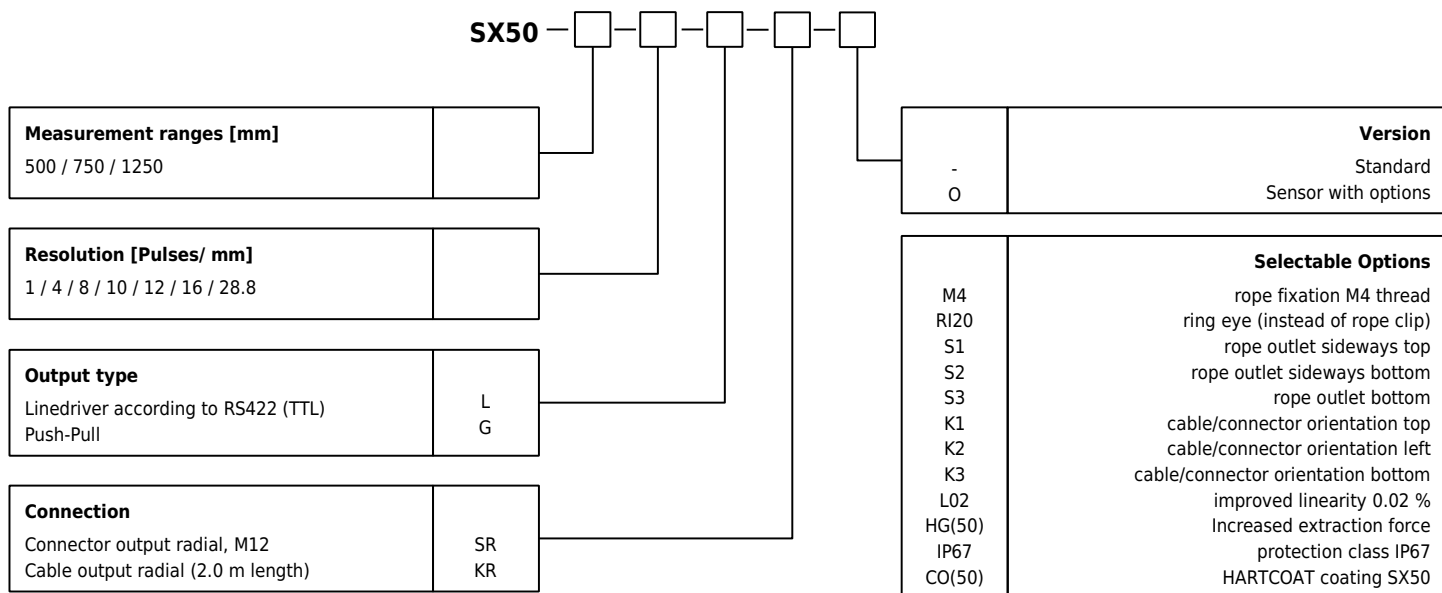 SX50
Measurement ranges [mm]
500 / 750 / 1250
Resolution [Pulses/ mm]
1 / 4 / 8 / 10 / 12 / 16 / 28.8
Output type
Linedriver according to RS422 (TTL) L
Push-Pull G
Connection
Connector output radial, M12 SR
Cable output radial (2.0 m length) KR
Version
- Standard
O Sensor with options
Selectable Options
M4 rope fixation M4 thread
RI20 ring eye (instead of rope clip)
S1 rope outlet sideways top
S2 rope outlet sideways bottom
S3 rope outlet bottom
K1 cable/connector orientation top
K2 cable/connector orientation left
K3 cable/connector orientation bottom
L02 improved linearity 0.02 %
HG(50) Increased extraction force
IP67 protection class IP67
CO(50) HARTCOAT coating SX50